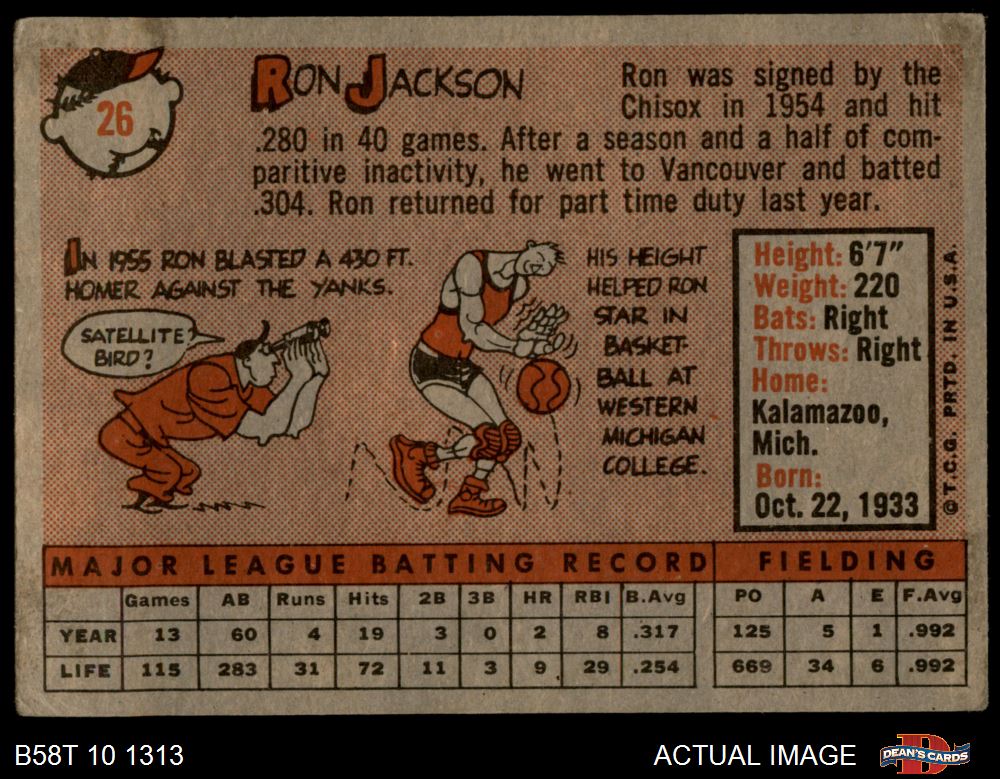 26
RON JACKSON
Ron was signed by the
Chisox in 1954 and hit
.280 in 40 games. After a season and a half of com-
paritive inactivity, he went to Vancouver and batted
.304. Ron returned for part time duty last year.
IN 1955 RON BLASTED A 430 FT.
HOMER AGAINST THE YANKS.
SATELLITE?
BIRD?
HIS HEIGHT
HELPED RON
STAR IN
BASKET-
BALL AT
WESTERN
MICHIGAN
COLLEGE.
Height: 6'7"
Weight: 220
Bats: Right
Throws: Right
Home:
Kalamazoo,
Mich.
Born:
Oct. 22, 1933
© T.C.G. PRTD. IN U.S.A.
MAJOR LEAGUE BATTING RECORD FIELDING
Games AB Runs Hits 2B 3B HR RBI B.Avg PO A E F.Avg
YEAR 13 60 4 19 3 0 2 8 .317 125 5 1 .992
LIFE 115 283 31 72 11 3 9 29 .254 669 34 6 .992
B58T 10 1313
ACTUAL IMAGE
D
DEAN'S CARDS